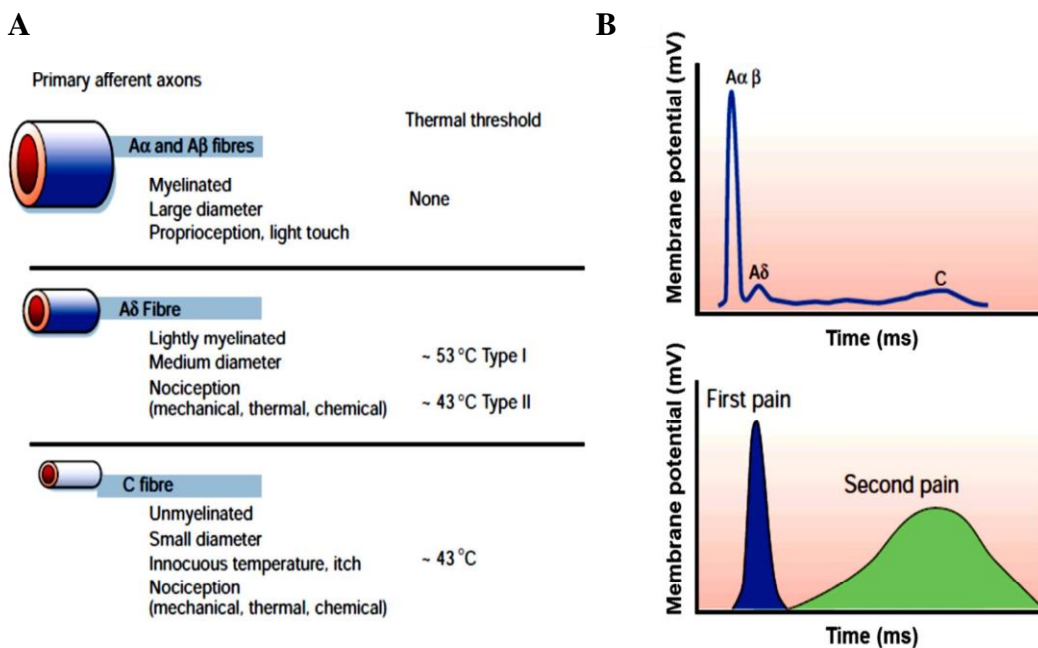 A
Primary afferent axons
Thermal threshold
Aα and Aβ fibres
Myelinated
Large diameter
Proprioception, light touch
None
Aδ Fibre
Lightly myelinated
Medium diameter
Nociception
(mechanical, thermal, chemical)
~ 53 °C Type I
~ 43 °C Type II
C fibre
Unmyelinated
Small diameter
Innocuous temperature, itch
Nociception
(mechanical, thermal, chemical)
~ 43 °C
B
Membrane potential (mV)
Aα β
Aδ
C
Time (ms)
Membrane potential (mV)
First pain
Second pain
Time (ms)